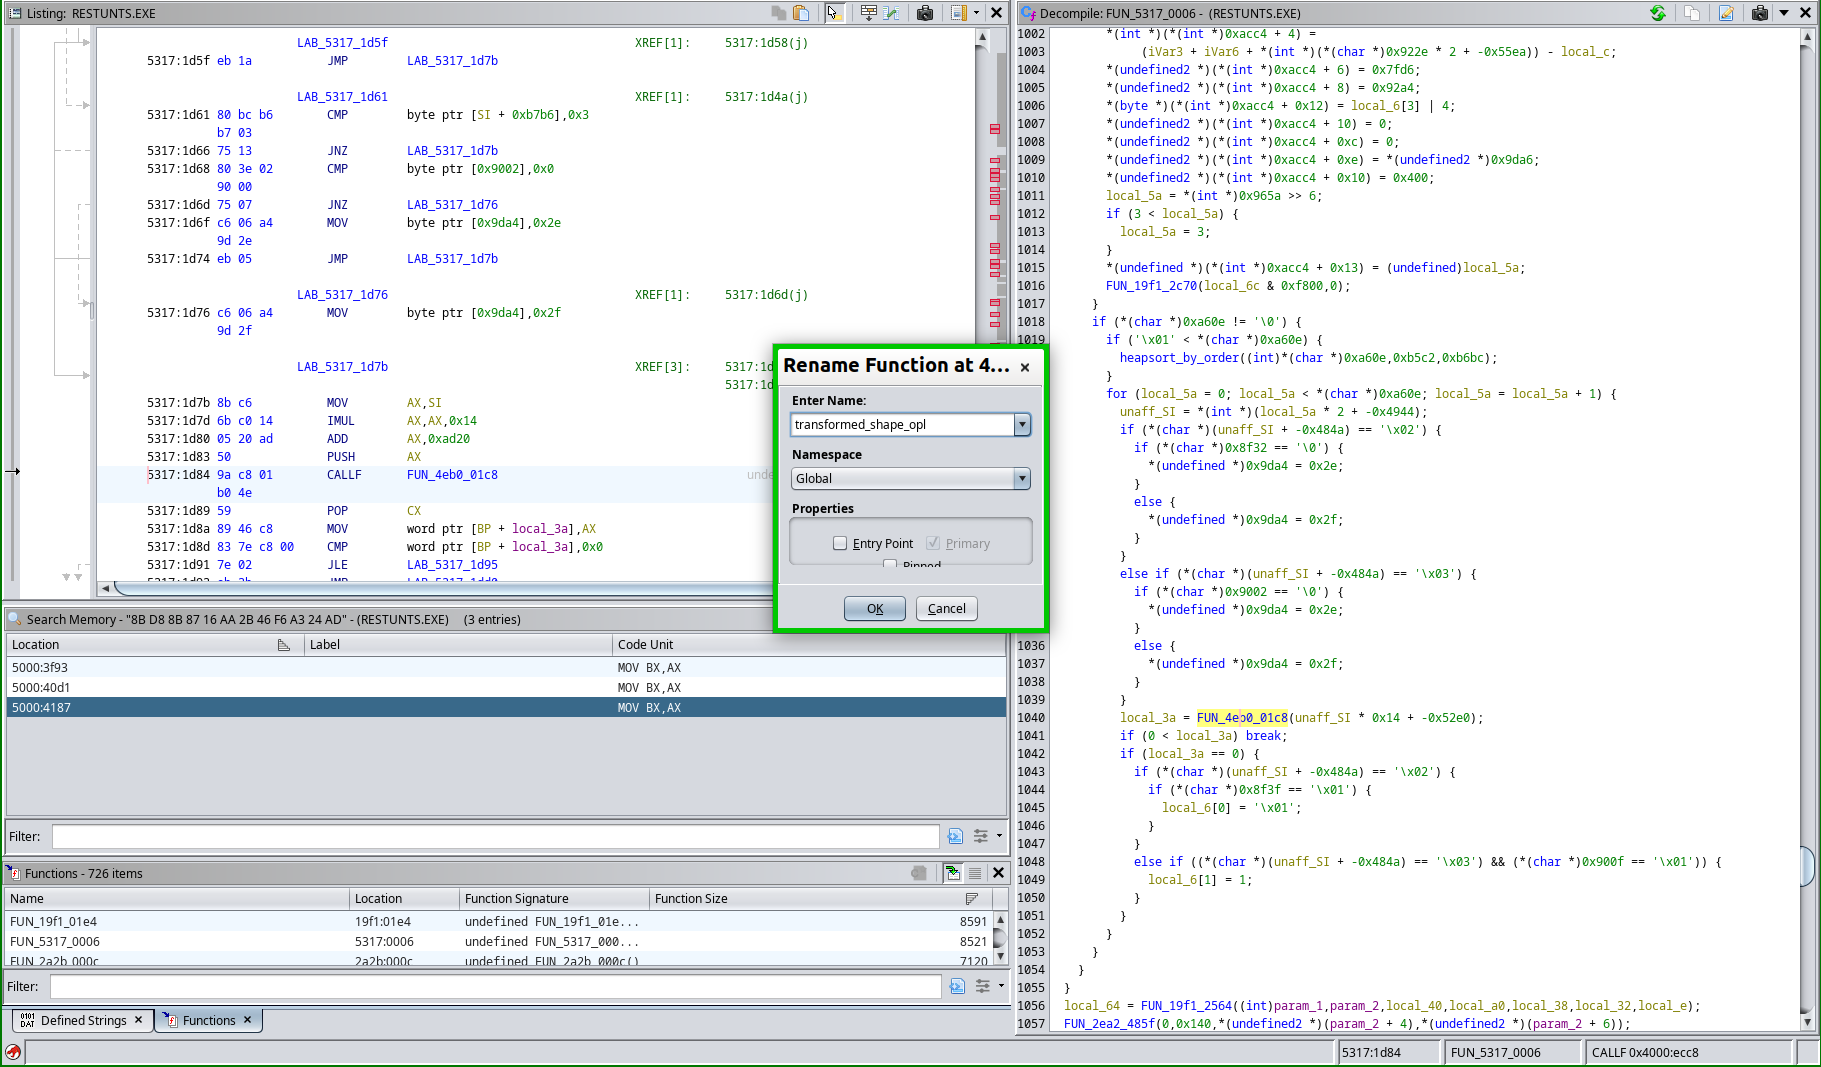 Listing: RESTUNTS.EXE
LAB_5317_1d5f XREF[1]: 5317:1d58(j)
5317:1d5f eb 1a JMP LAB_5317_1d7b
LAB_5317_1d61 XREF[1]: 5317:1d4a(j)
5317:1d61 80 bc b6 CMP byte ptr [SI + 0xb7b6],0x3
b7 03
5317:1d66 75 13 JNZ LAB_5317_1d7b
5317:1d68 80 3e 02 CMP byte ptr [0x9002],0x0
90 00
5317:1d6d 75 07 JNZ LAB_5317_1d76
5317:1d6f c6 06 a4 MOV byte ptr [0x9da4],0x2e
9d 2e
5317:1d74 eb 05 JMP LAB_5317_1d7b
LAB_5317_1d76 XREF[1]: 5317:1d6d(j)
5317:1d76 c6 06 a4 MOV byte ptr [0x9da4],0x2f
9d 2f
LAB_5317_1d7b XREF[3]: 5317:1d
5317:1d
5317:1d7b 8b c6 MOV AX,SI
5317:1d7d 6b c0 14 IMUL AX,AX,0x14
5317:1d80 05 20 ad ADD AX,0xad20
5317:1d83 50 PUSH AX
5317:1d84 9a c8 01 CALLF FUN_4eb0_01c8 unde
b0 4e
5317:1d89 59 POP CX
5317:1d8a 89 46 c8 MOV word ptr [BP + local_3a],AX
5317:1d8d 83 7e c8 00 CMP word ptr [BP + local_3a],0x0
5317:1d91 7e 02 JLE LAB_5317_1d95
Search Memory - "8B D8 8B 87 16 AA 2B 46 F6 A3 24 AD" - (RESTUNTS.EXE) (3 entries)
Location Label Code Unit
5000:3f93 MOV BX,AX
5000:40d1 MOV BX,AX
5000:4187 MOV BX,AX
Filter:
Functions - 726 items
Name Location Function Signature Function Size
FUN_19f1_01e4 19f1:01e4 undefined FUN_19f1_01e... 8591
FUN_5317_0006 5317:0006 undefined FUN_5317_000... 8521
FUN_2a2b_000c 2a2b:000c undefined FUN_2a2b_000c() 7120
Filter:
Defined Strings
Functions
Rename Function at 4...
Enter Name:
transformed_shape_opl
Namespace
Global
Properties
Entry Point Primary
Pinned
OK Cancel
Decompile: FUN_5317_0006 - (RESTUNTS.EXE)
1002 *(int *)(*(int *)0xacc4 + 4) =
1003 (iVar3 + iVar6 + *(int *)(*(char *)0x922e * 2 + -0x55ea)) - local_c;
1004 *(undefined2 *)(*(int *)0xacc4 + 6) = 0x7fd6;
1005 *(undefined2 *)(*(int *)0xacc4 + 8) = 0x92a4;
1006 *(byte *)(*(int *)0xacc4 + 0x12) = local_6[3] | 4;
1007 *(undefined2 *)(*(int *)0xacc4 + 10) = 0;
1008 *(undefined2 *)(*(int *)0xacc4 + 0xc) = 0;
1009 *(undefined2 *)(*(int *)0xacc4 + 0xe) = *(undefined2 *)0x9da6;
1010 *(undefined2 *)(*(int *)0xacc4 + 0x10) = 0x400;
1011 local_5a = *(int *)0x965a >> 6;
1012 if (3 < local_5a) {
1013 local_5a = 3;
1014 }
1015 *(undefined *)(*(int *)0xacc4 + 0x13) = (undefined)local_5a;
1016 FUN_19f1_2c70(local_6c & 0xf800,0);
1017 }
1018 if (*(char *)0xa60e != '\0') {
1019 if ('\x01' < *(char *)0xa60e) {
heapsort_by_order((int)*(char *)0xa60e,0xb5c2,0xb6bc);
}
for (local_5a = 0; local_5a < *(char *)0xa60e; local_5a = local_5a + 1) {
unaff_SI = *(int *)(local_5a * 2 + -0x4944);
if (*(char *)(unaff_SI + -0x484a) == '\x02') {
if (*(char *)0x8f32 == '\0') {
*(undefined *)0x9da4 = 0x2e;
}
else {
*(undefined *)0x9da4 = 0x2f;
}
}
else if (*(char *)(unaff_SI + -0x484a) == '\x03') {
if (*(char *)0x9002 == '\0') {
*(undefined *)0x9da4 = 0x2e;
}
1036 else {
1037 *(undefined *)0x9da4 = 0x2f;
1038 }
1039 }
1040 local_3a = FUN_4eb0_01c8(unaff_SI * 0x14 + -0x52e0);
1041 if (0 < local_3a) break;
1042 if (local_3a == 0) {
1043 if (*(char *)(unaff_SI + -0x484a) == '\x02') {
1044 if (*(char *)0x8f3f == '\x01') {
1045 local_6[0] = '\x01';
1046 }
1047 }
1048 else if ((*(char *)(unaff_SI + -0x484a) == '\x03') && (*(char *)0x900f == '\x01')) {
1049 local_6[1] = 1;
1050 }
1051 }
1052 }
1053 }
1054 }
1055 }
1056 local_64 = FUN_19f1_2564((int)param_1,param_2,local_40,local_a0,local_38,local_32,local_e);
1057 FUN_2ea2_485f(0,0x140,*(undefined2 *)(param_2 + 4),*(undefined2 *)(param_2 + 6));
5317:1d84 FUN_5317_0006 CALLF 0x4000:ecc8